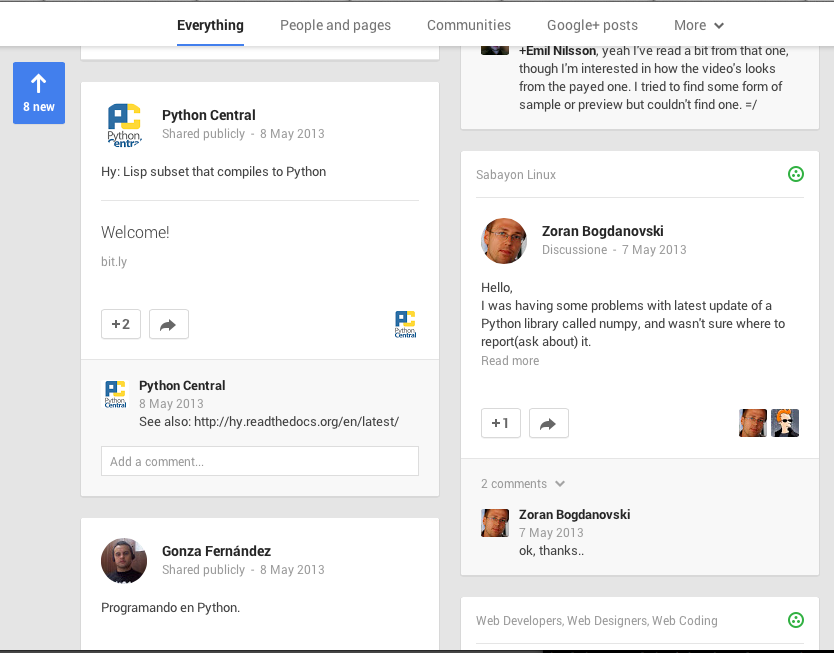 Everything
People and pages
Communities
Google+ posts
More
8 new
Python Central
Python
Central
Shared publicly - 8 May 2013
Hy: Lisp subset that compiles to Python
Welcome!
bit.ly
+2
Python
Central
Python
Central
Python Central
8 May 2013
See also: http://hy.readthedocs.org/en/latest/
Add a comment...
Gonza Fernández
Shared publicly - 8 May 2013
Programando en Python.
+Emil Nilsson, yeah I've read a bit from that one,
though I'm interested in how the video's looks
from the payed one. I tried to find some form of
sample or preview but couldn't find one. =/
Sabayon Linux
Zoran Bogdanovski
Discussione - 7 May 2013
Hello,
I was having some problems with latest update of a
Python library called numpy, and wasn't sure where to
report(ask about) it.
Read more
+1
2 comments
Zoran Bogdanovski
7 May 2013
ok, thanks..
Web Developers, Web Designers, Web Coding